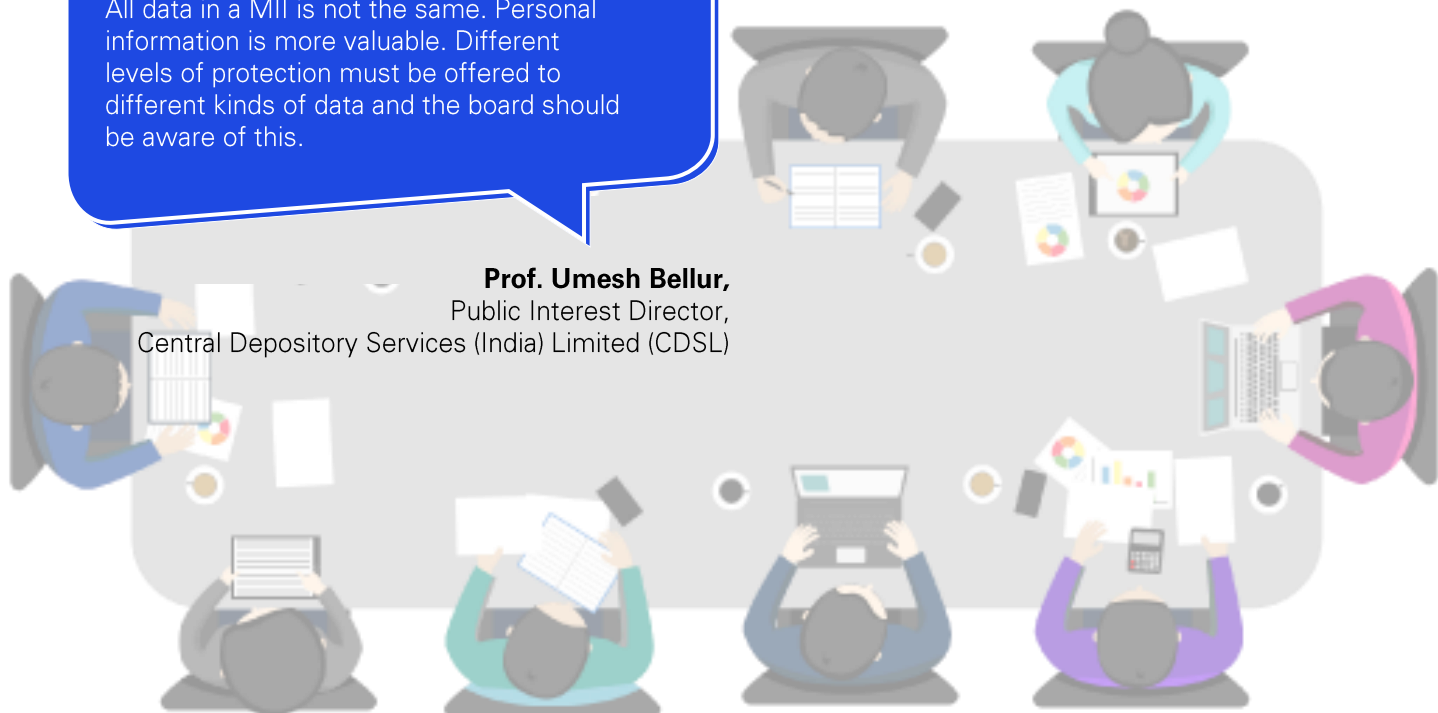 All data in a MII is not the same. Personal
information is more valuable. Different
levels of protection must be offered to
different kinds of data and the board should
be aware of this.
Prof. Umesh Bellur,
Public Interest Director,
Central Depository Services (India) Limited (CDSL)